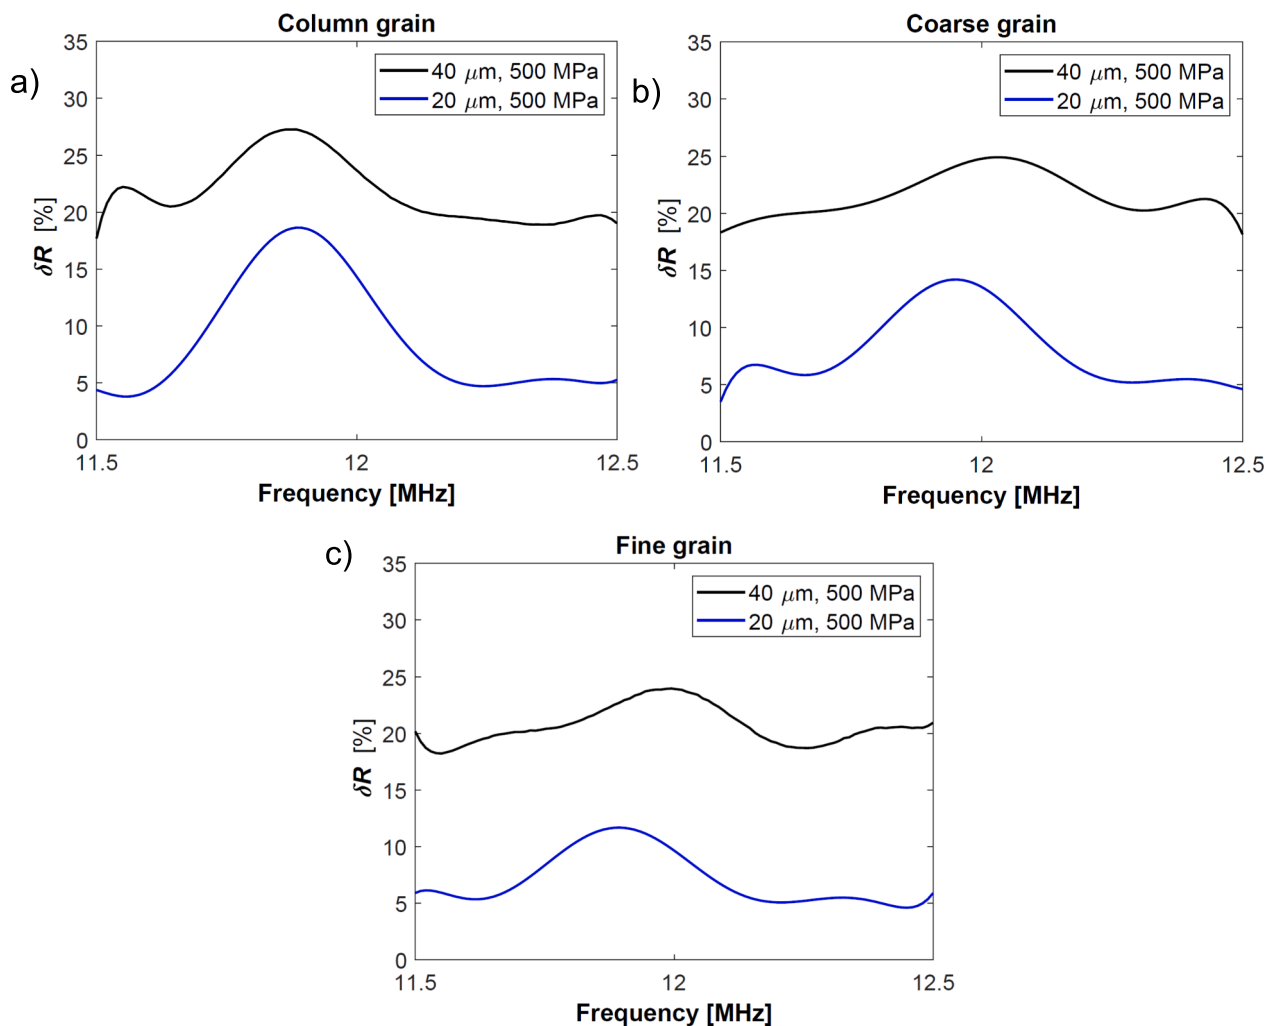 a)
Column grain
40 μm, 500 MPa
20 μm, 500 MPa
35
30
25
20
15
10
5
0
δR [%]
11.5
12
12.5
Frequency [MHz]
b)
Coarse grain
40 μm, 500 MPa
20 μm, 500 MPa
35
30
25
20
15
10
5
0
δR [%]
11.5
12
12.5
Frequency [MHz]
c)
Fine grain
40 μm, 500 MPa
20 μm, 500 MPa
35
30
25
20
15
10
5
0
δR [%]
11.5
12
12.5
Frequency [MHz]